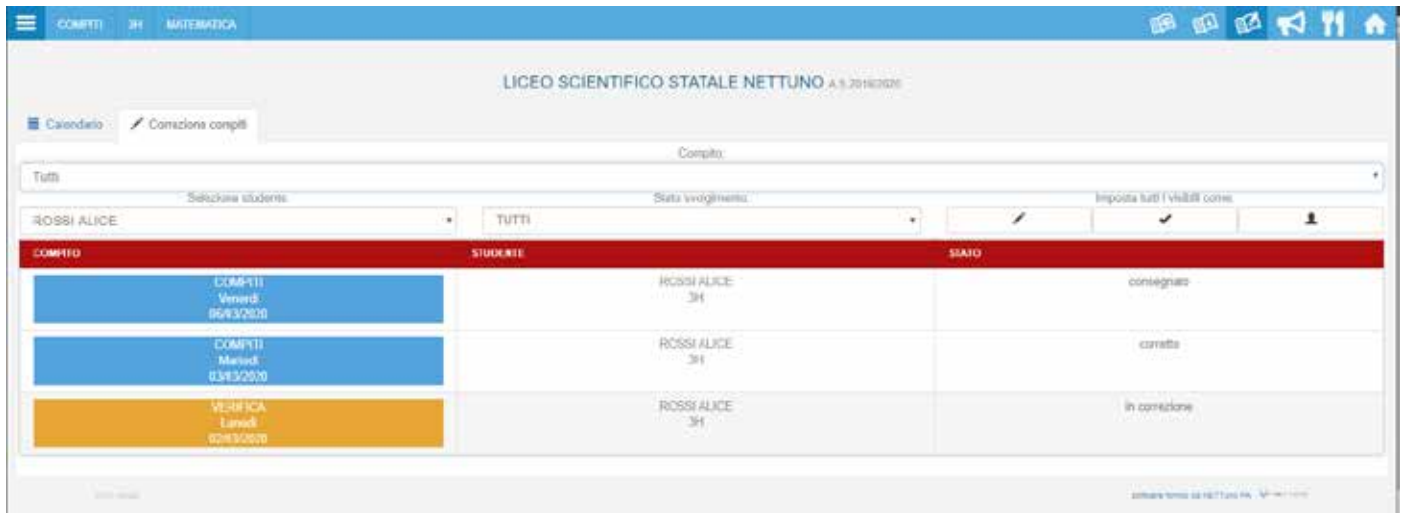 COMPITI 3H MATEMATICA
LICEO SCIENTIFICO STATALE NETTUNO A.S.
Calendario Correzione compiti
Compito:
Tutti
Seleziona studente: Stato svolgimento: Imposta tutti i visibili come:
ROSSI ALICE TUTTI
COMPITO STUDENTE STATO
COMPITI ROSSI ALICE consegnato
Venerdì 3H
06/03/2020
COMPITI ROSSI ALICE corretto
Martedì 3H
03/03/2020
VERIFICA ROSSI ALICE in correzione
Lunedì 3H
02/03/2020